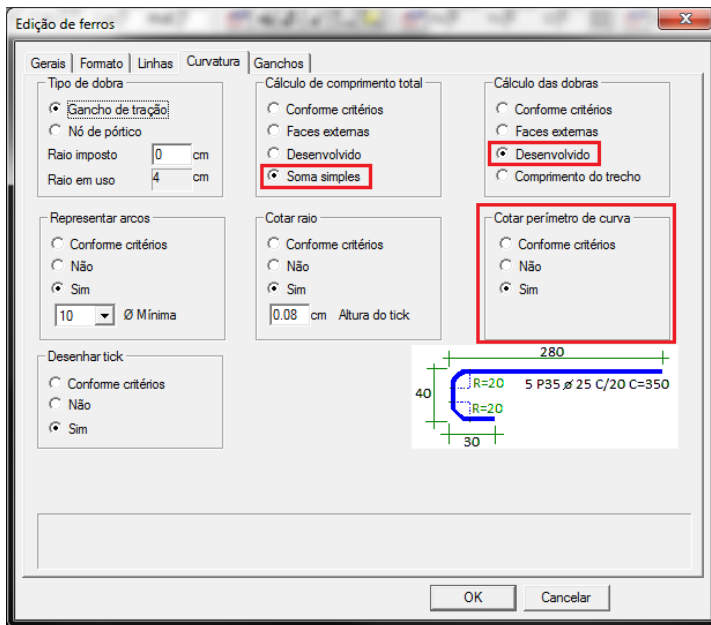 Edição de ferros
x
Gerais Formato Linhas Curvatura Ganchos
Tipo de dobra
Gancho de tração
Nó de pórtico
Raio imposto 0 cm
Raio em uso 4 cm
Cálculo de comprimento total
Conforme critérios
Faces externas
Desenvolvido
Soma simples
Cálculo das dobras
Conforme critérios
Faces externas
Desenvolvido
Comprimento do trecho
Representar arcos
Conforme critérios
Não
Sim
10 Ø Mínima
Cotar raio
Conforme critérios
Não
Sim
0.08 cm Altura do tick
Cotar perímetro de curva
Conforme critérios
Não
Sim
Desenhar tick
Conforme critérios
Não
Sim
280
40
R=20 5 P35 ø 25 C/20 C=350
R=20
30
OK Cancelar